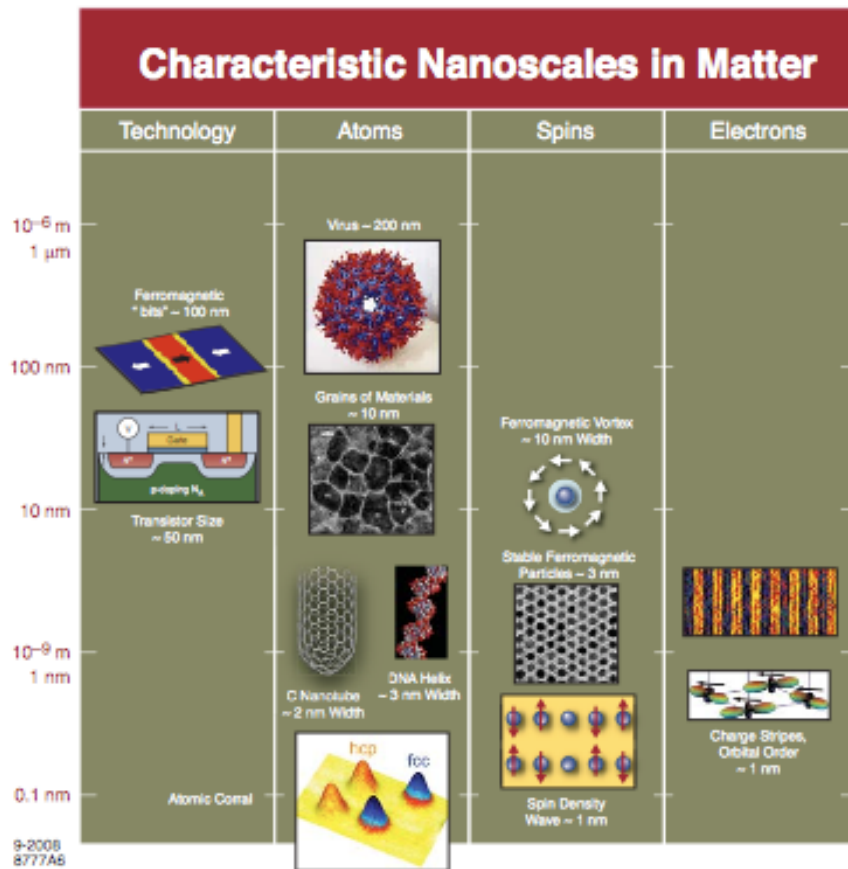 Characteristic Nanoscales in Matter
Technology
Atoms
Spins
Electrons
10⁻⁶ m
1 μm
100 nm
10 nm
10⁻⁹ m
1 nm
0.1 nm
Ferromagnetic
"bits" ~ 100 nm
V
L
Gate
N+
N+
p-doping N_A
Transistor Size
~ 50 nm
Virus ~ 200 nm
Grains of Materials
~ 10 nm
C Nanotube
~ 2 nm Width
DNA Helix
~ 3 nm Width
hcp
fcc
Atomic Corral
Ferromagnetic Vortex
~ 10 nm Width
Stable Ferromagnetic
Particles ~ 3 nm
Spin Density
Wave ~ 1 nm
Charge Stripes,
Orbital Order
~ 1 nm
9-2008
8777A6